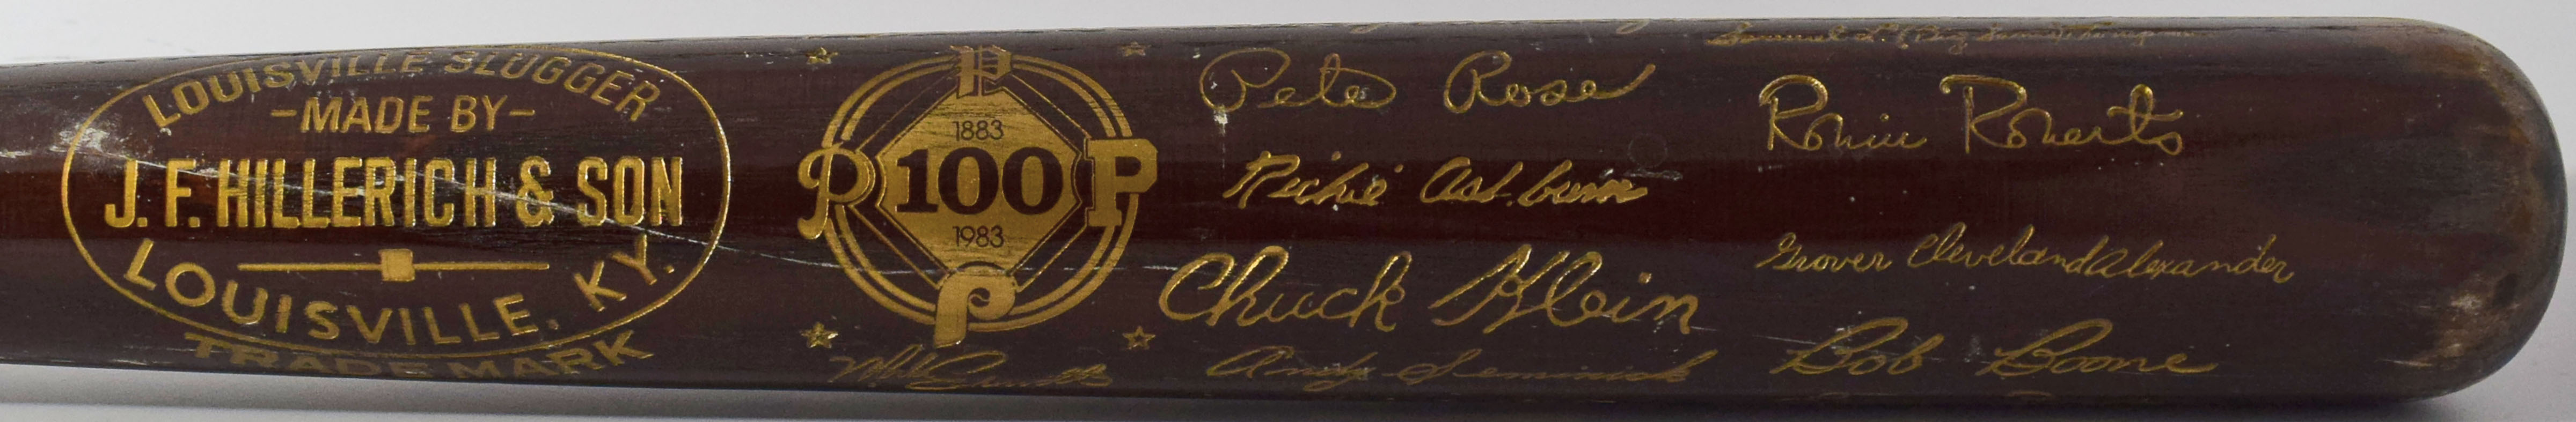 LOUISVILLE SLUGGER
-MADE BY-
J. F. HILLERICH & SON
LOUISVILLE, KY.
TRADE MARK
P
1883
P 100 P
1983
P
Pete Rose
Richie Ashburn
Chuck Klein
Andy Seminick
Robin Roberts
Grover Cleveland Alexander
Bob Boone